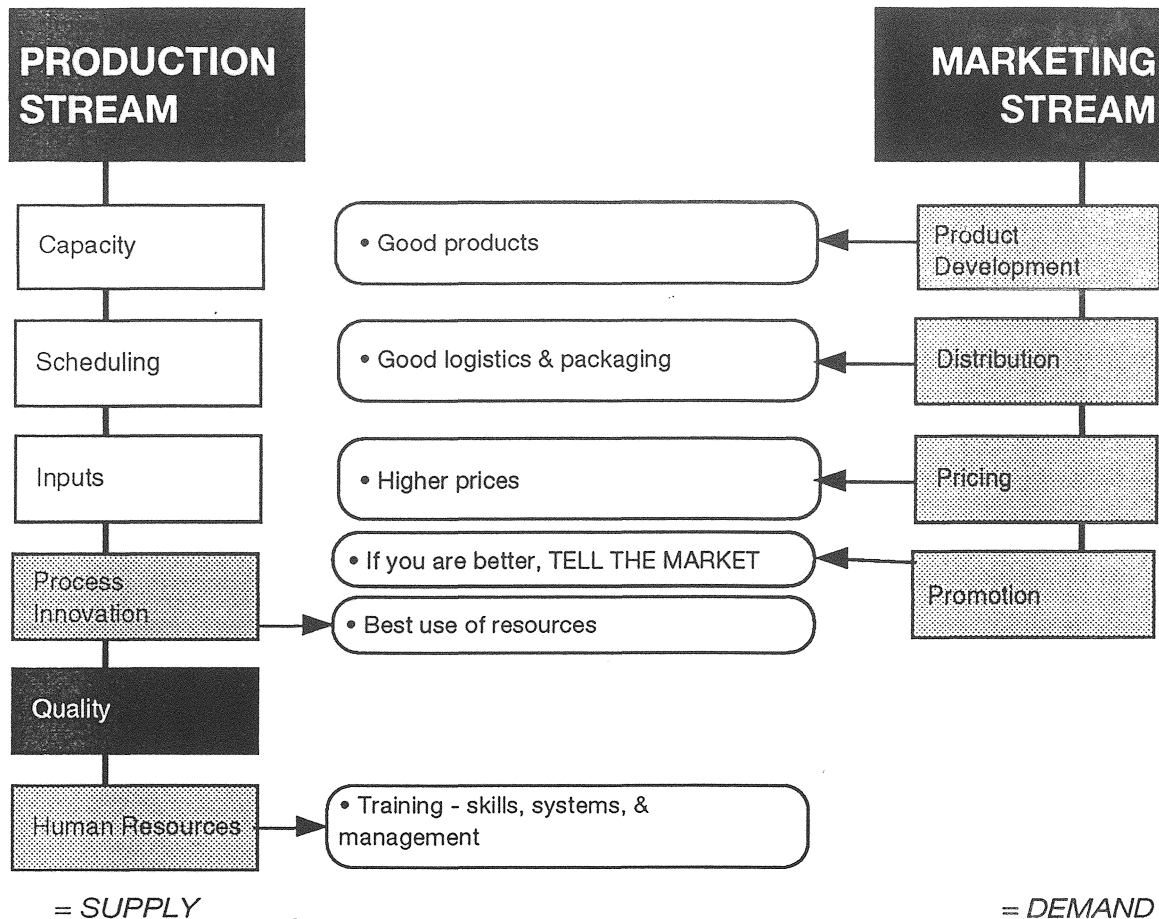 PRODUCTION
STREAM
MARKETING
STREAM
Capacity
• Good products
Product
Development
Scheduling
• Good logistics & packaging
Distribution
Inputs
• Higher prices
Pricing
• If you are better, TELL THE MARKET
Process
Innovation
Promotion
• Best use of resources
Quality
Human Resources
• Training - skills, systems, &
management
= SUPPLY
= DEMAND